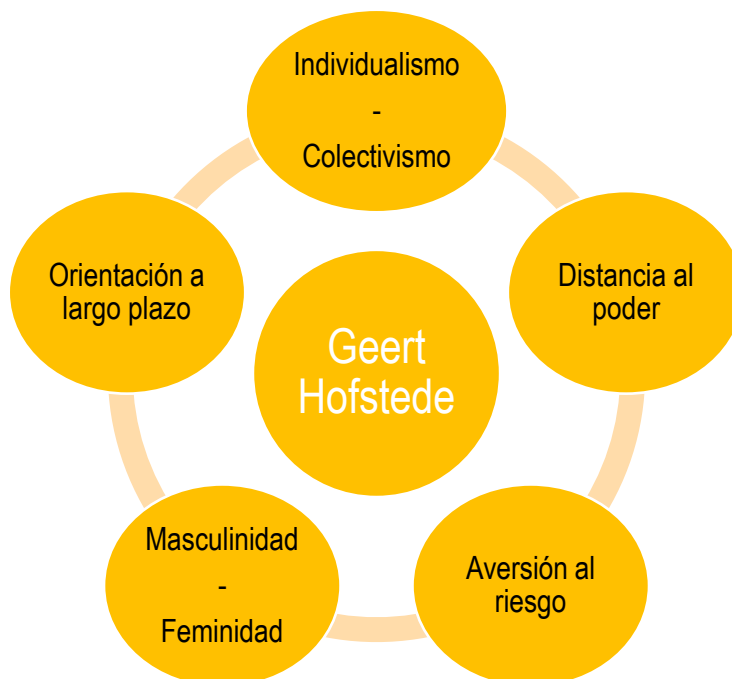 Individualismo
-
Colectivismo
Distancia al
poder
Aversión al
riesgo
Masculinidad
-
Feminidad
Orientación a
largo plazo
Geert
Hofstede